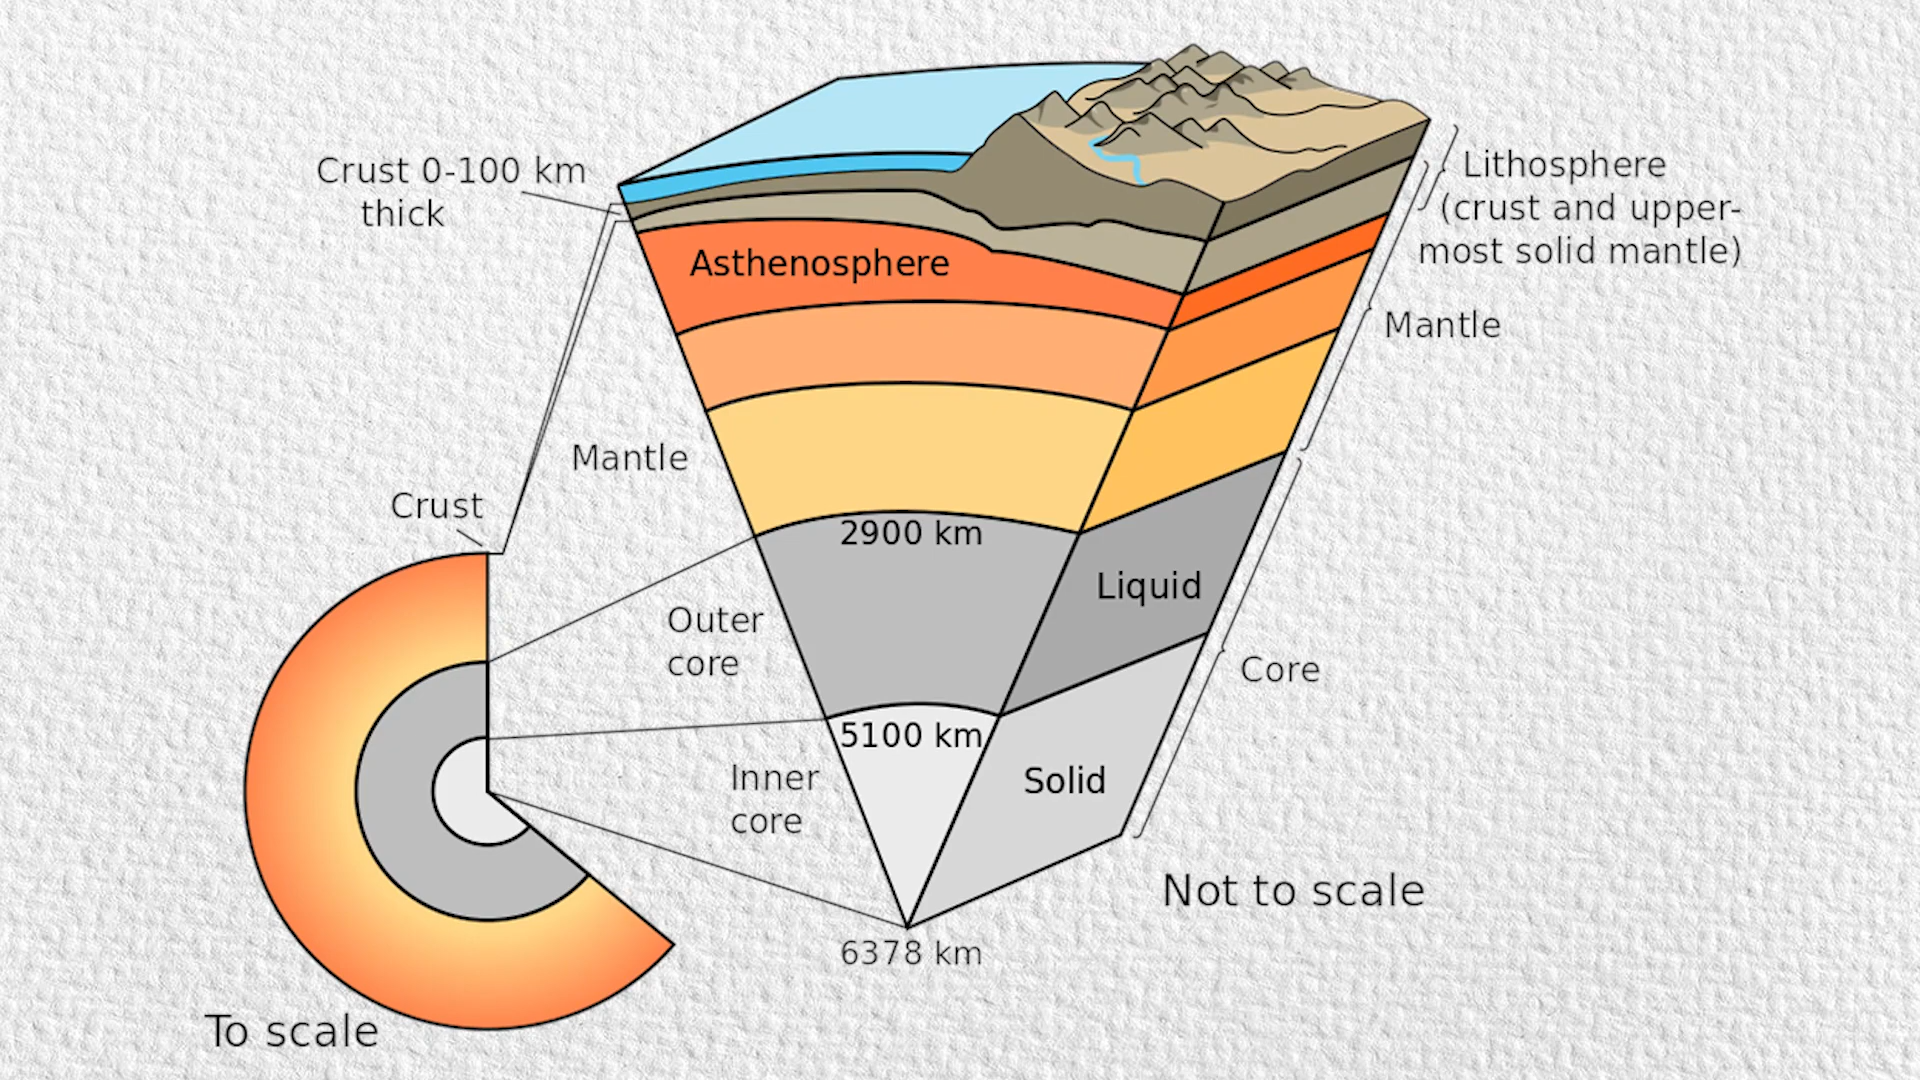 Crust 0-100 km
thick
Lithosphere
(crust and upper-
most solid mantle)
Asthenosphere
Mantle
Mantle
Crust
2900 km
Liquid
Outer
core
Core
5100 km
Inner
core
Solid
Not to scale
6378 km
To scale